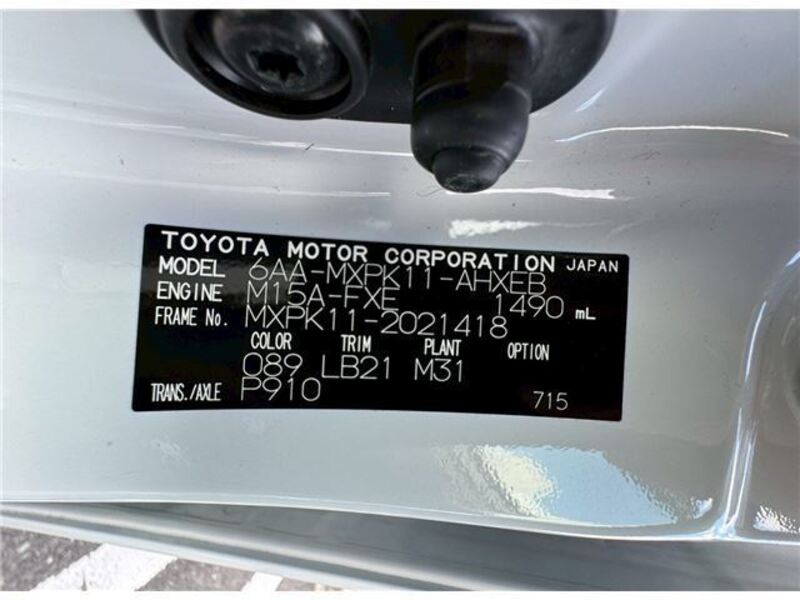 TOYOTA MOTOR CORPORATION JAPAN
MODEL 6AA-MXPK11-AHXEB
ENGINE M15A-FXE 1490 mL
FRAME No. MXPK11-2021418
COLOR TRIM PLANT OPTION
089 LB21 M31
TRANS./AXLE P910 715